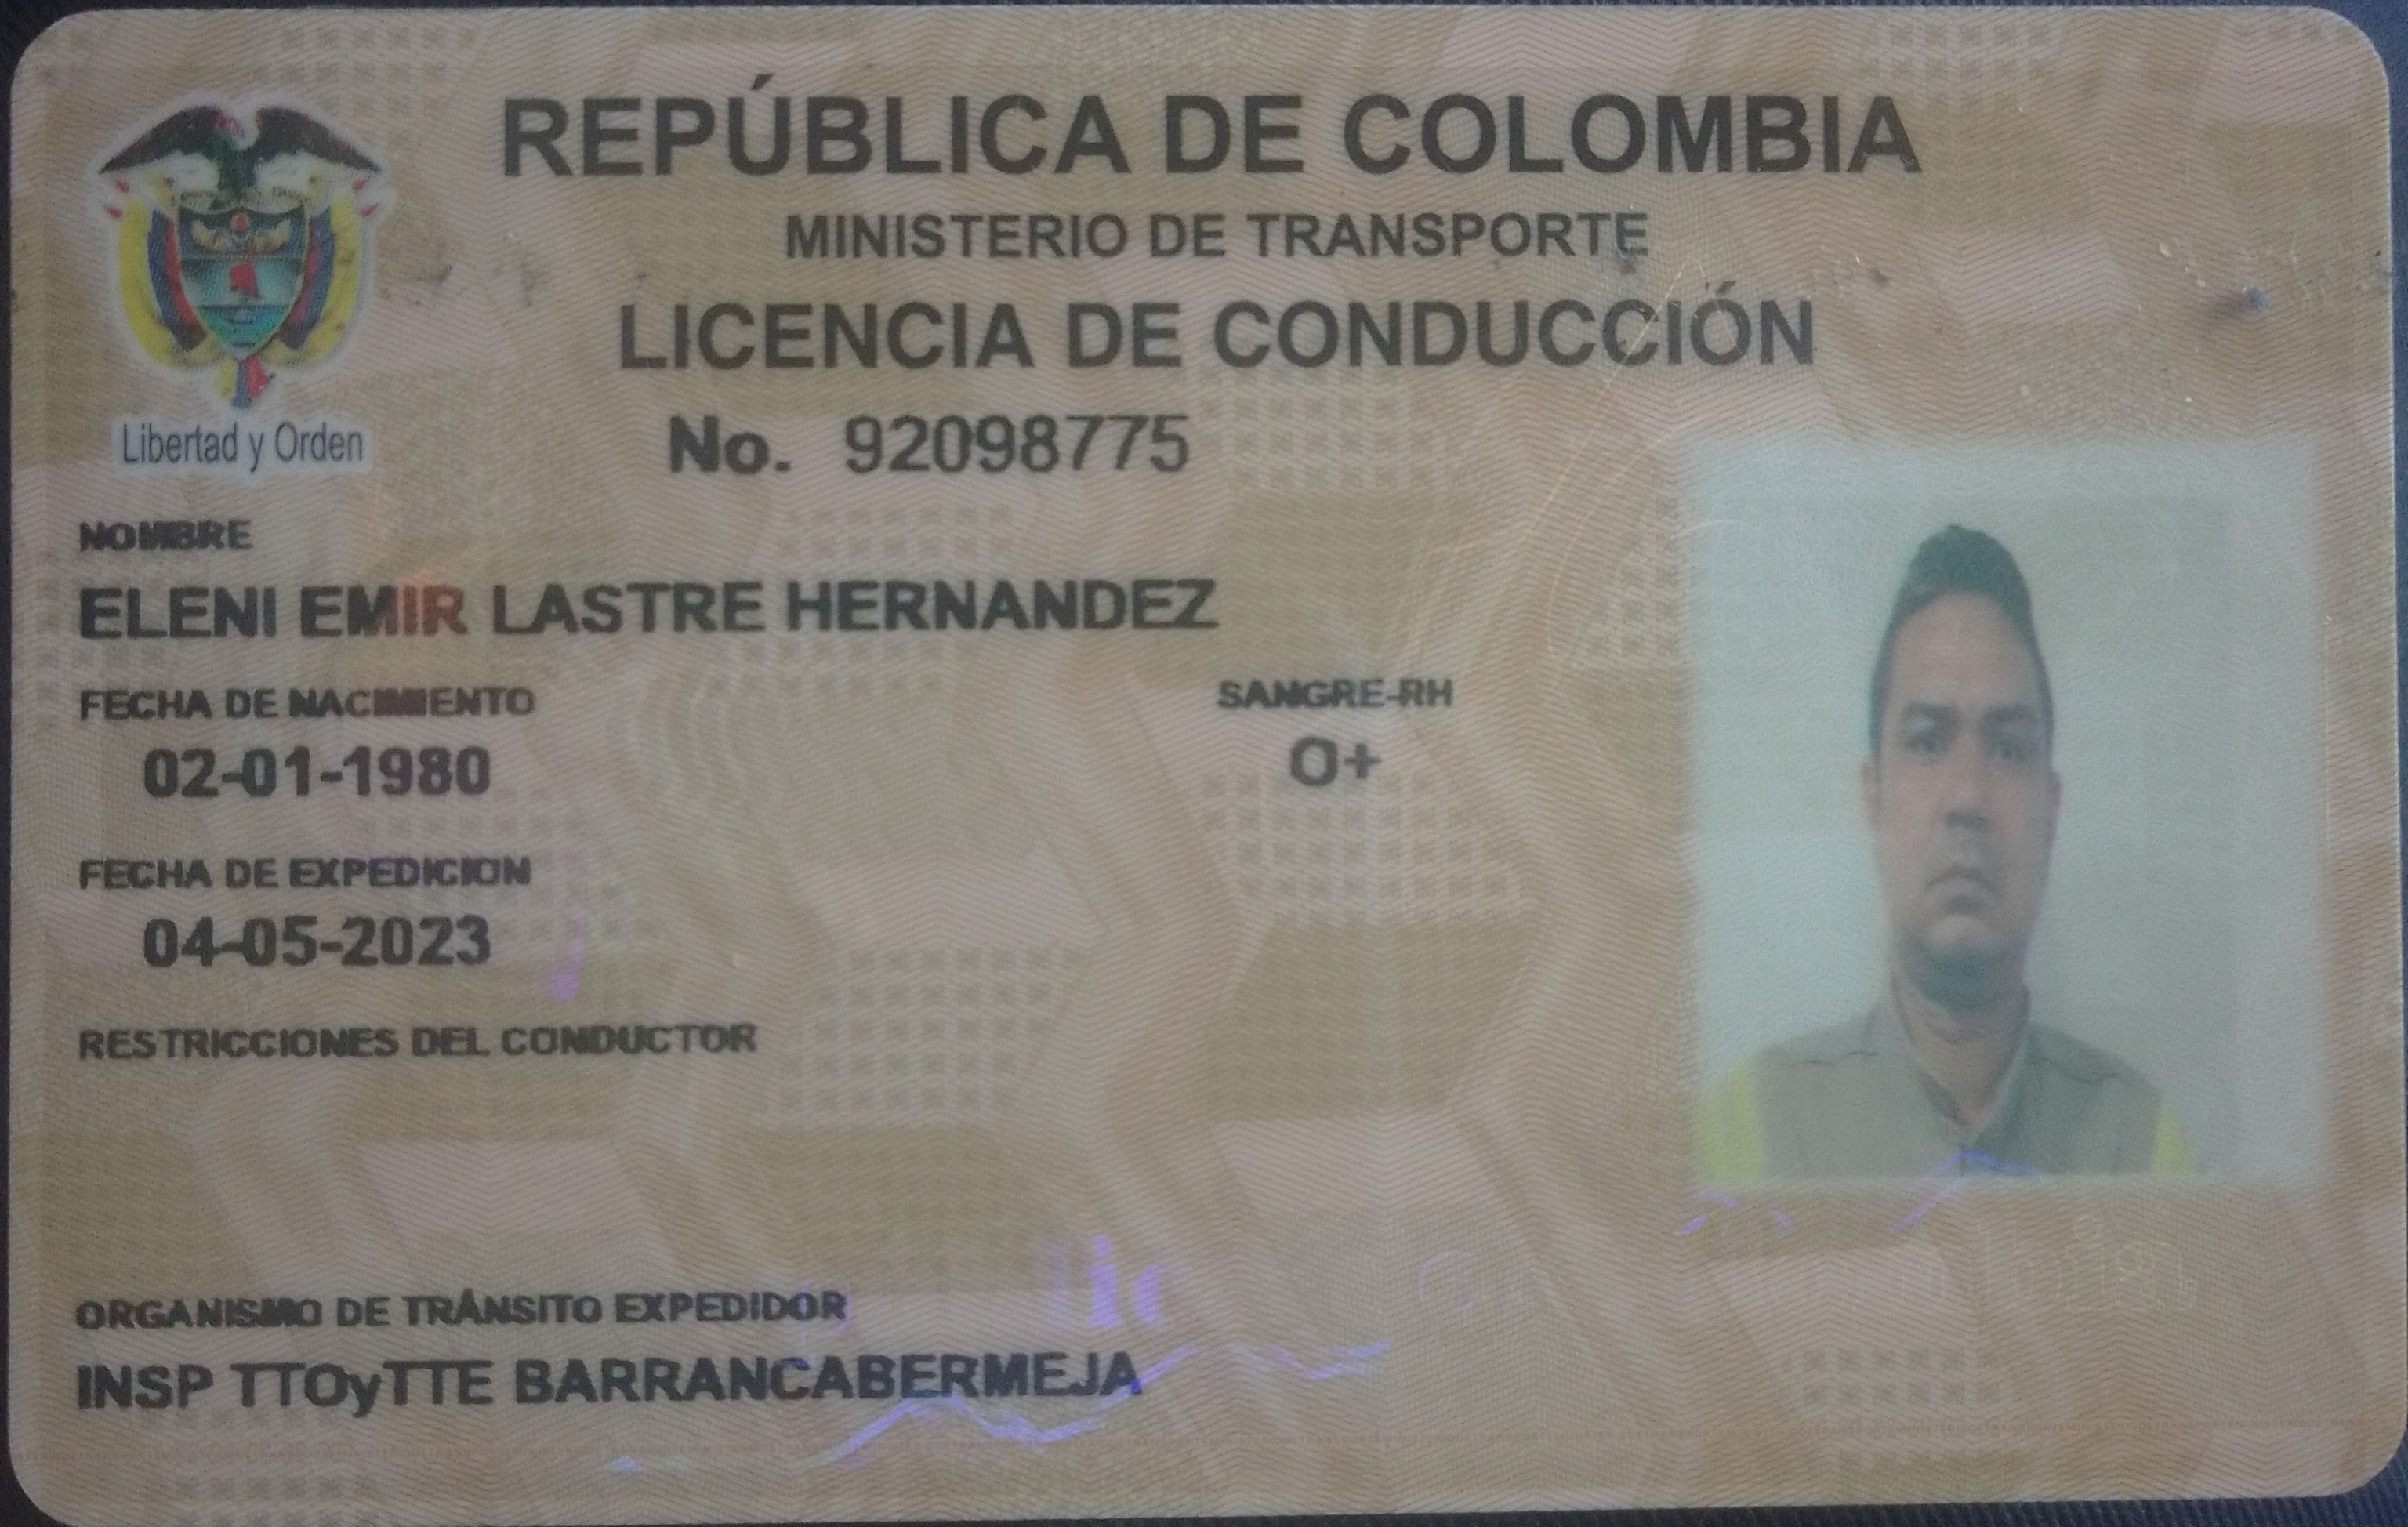 REPÚBLICA DE COLOMBIA
MINISTERIO DE TRANSPORTE
LICENCIA DE CONDUCCIÓN
No. 92098775
Libertad y Orden
NOMBRE
ELENI EMIR LASTRE HERNANDEZ
FECHA DE NACIMIENTO
02-01-1980
SANGRE-RH
O+
FECHA DE EXPEDICION
04-05-2023
RESTRICCIONES DEL CONDUCTOR
ORGANISMO DE TRÁNSITO EXPEDIDOR
INSP TTOyTTE BARRANCABERMEJA